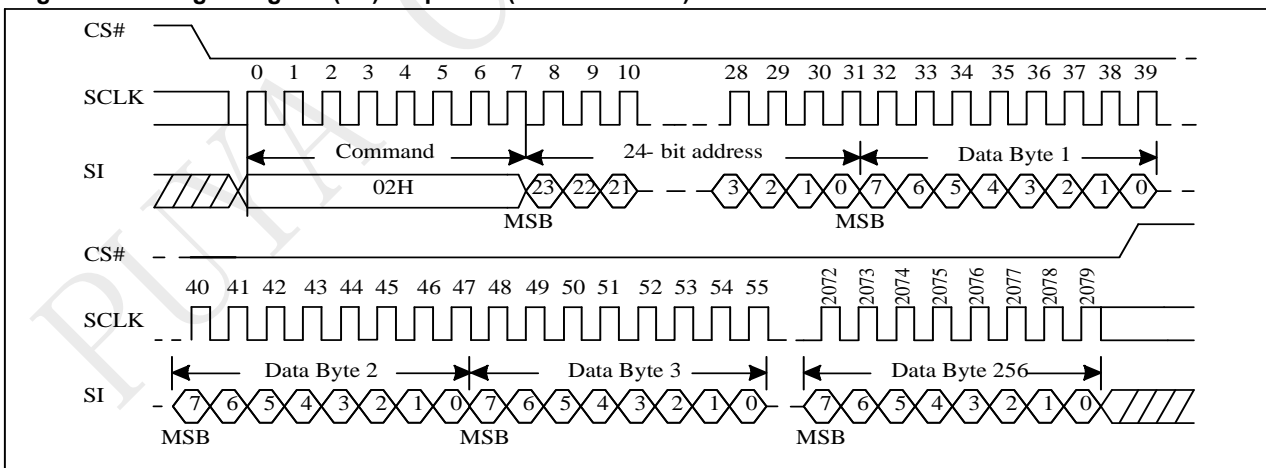 CS#
0 1 2 3 4 5 6 7 8 9 10 28 29 30 31 32 33 34 35 36 37 38 39
SCLK
Command 24- bit address Data Byte 1
SI
02H 23 22 21 3 2 1 0 7 6 5 4 3 2 1 0
MSB MSB
CS#
40 41 42 43 44 45 46 47 48 49 50 51 52 53 54 55 2072 2073 2074 2075 2076 2077 2078 2079
SCLK
Data Byte 2 Data Byte 3 Data Byte 256
SI
7 6 5 4 3 2 1 0 7 6 5 4 3 2 1 0 7 6 5 4 3 2 1 0
MSB MSB MSB
PUYA